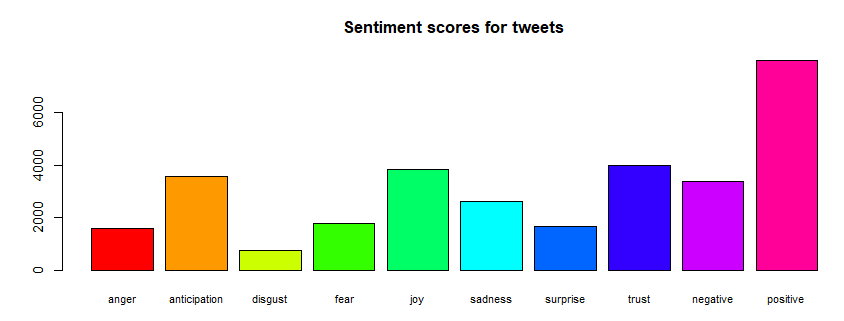 Sentiment scores for tweets
6000
4000
2000
0
anger anticipation disgust fear joy sadness surprise trust negative positive